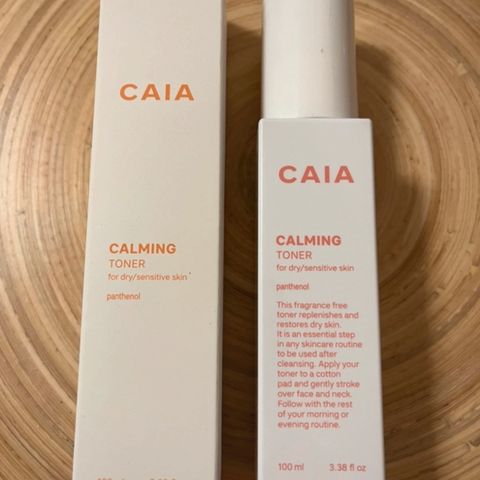 CAIA
CALMING
TONER
for dry/sensitive skin
panthenol
CAIA
CALMING
TONER
for dry/sensitive skin
panthenol
This fragrance free
toner replenishes and
restores dry skin.
It is an essential step
in any skincare routine
to be used after
cleansing. Apply your
toner to a cotton
pad and gently stroke
over face and neck.
Follow with the rest
of your morning or
evening routine.
100 ml 3.38 fl oz